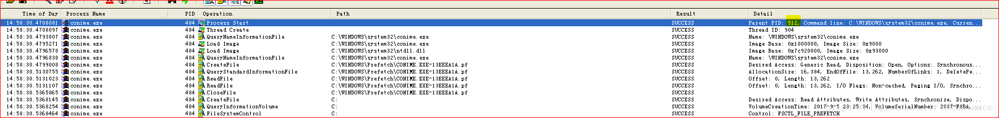 Time of Day Process Name PID Operation Path Result Detail
14:58:30.4708081 conime.exe 484 Process Start SUCCESS Parent PID: 512, Command line: C:\WINDOWS\system32\conime.exe, Curren...
14:58:30.4708097 conime.exe 484 Thread Create SUCCESS Thread ID: 904
14:58:30.4793807 conime.exe 484 QueryNameInformationFile C:\WINDOWS\system32\conime.exe SUCCESS Name: \WINDOWS\system32\conime.exe
14:58:30.4795271 conime.exe 484 Load Image C:\WINDOWS\system32\conime.exe SUCCESS Image Base: 0x1000000, Image Size: 0x9000
14:58:30.4796578 conime.exe 484 Load Image C:\WINDOWS\system32\ntdll.dll SUCCESS Image Base: 0x7c920000, Image Size: 0x93000
14:58:30.4796838 conime.exe 484 QueryNameInformationFile C:\WINDOWS\system32\conime.exe SUCCESS Name: \WINDOWS\system32\conime.exe
14:58:30.4799008 conime.exe 484 CreateFile C:\WINDOWS\Prefetch\CONIME.EXE-13EEEA1A.pf SUCCESS Desired Access: Generic Read, Disposition: Open, Options: Synchronous...
14:58:30.5130755 conime.exe 484 QueryStandardInformationFile C:\WINDOWS\Prefetch\CONIME.EXE-13EEEA1A.pf SUCCESS AllocationSize: 16,384, EndOfFile: 13,262, NumberOfLinks: 1, DeletePe...
14:58:30.5131023 conime.exe 484 ReadFile C:\WINDOWS\Prefetch\CONIME.EXE-13EEEA1A.pf SUCCESS Offset: 0, Length: 13,262
14:58:30.5131107 conime.exe 484 ReadFile C:\WINDOWS\Prefetch\CONIME.EXE-13EEEA1A.pf SUCCESS Offset: 0, Length: 13,262, I/O Flags: Non-cached, Paging I/O, Synchro...
14:58:30.5365865 conime.exe 484 CloseFile C:\WINDOWS\Prefetch\CONIME.EXE-13EEEA1A.pf SUCCESS
14:58:30.5368145 conime.exe 484 CreateFile C: SUCCESS Desired Access: Read Attributes, Write Attributes, Synchronize, Dispo...
14:58:30.5368254 conime.exe 484 QueryInformationVolume C: SUCCESS VolumeCreationTime: 2017-9-5 23:25:34, VolumeSerialNumber: 2037-F8DA,
14:58:30.5368464 conime.exe 484 FileSystemControl C: SUCCESS Control: FSCTL_FILE_PREFETCH